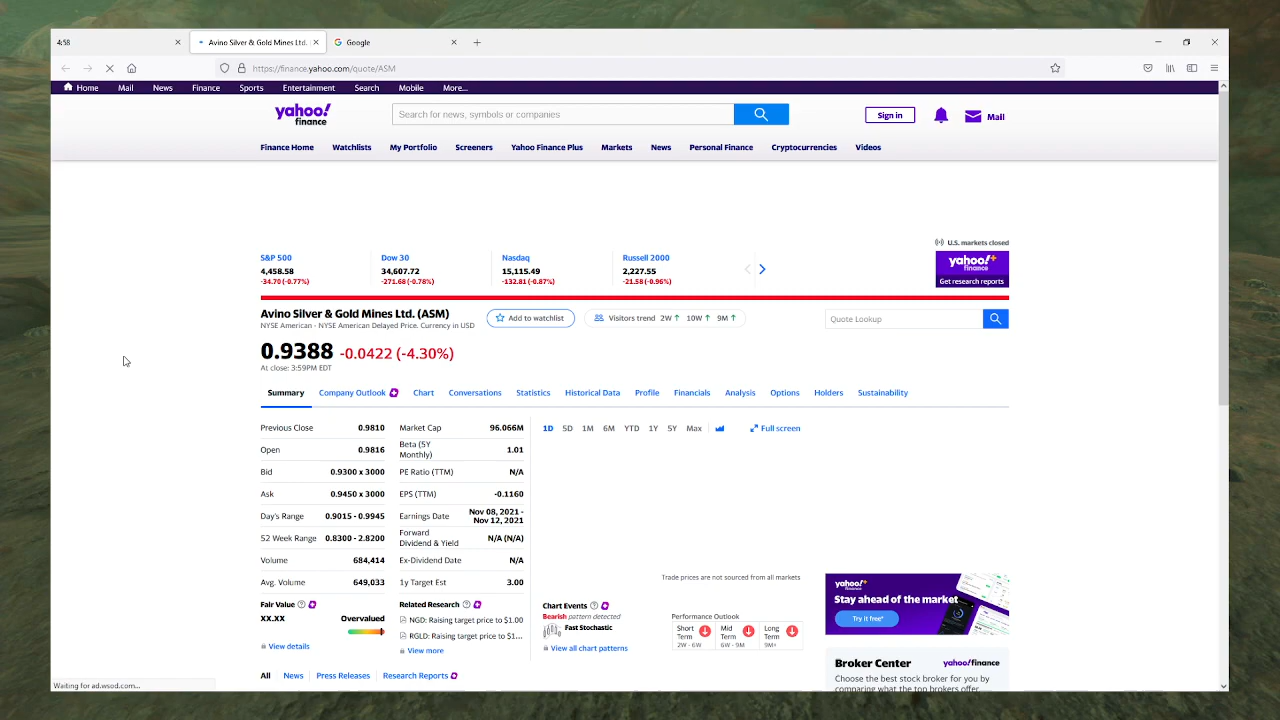 4:58
Avino Silver & Gold Mines Ltd.
Google
https://finance.yahoo.com/quote/ASM
Home Mail News Finance Sports Entertainment Search Mobile More...
yahoo!
finance
Search for news, symbols or companies
Sign in
Mail
Finance Home Watchlists My Portfolio Screeners Yahoo Finance Plus Markets News Personal Finance Cryptocurrencies Videos
U.S. markets closed
S&P 500 Dow 30 Nasdaq Russell 2000
4,458.58 34,607.72 15,115.49 2,227.55
-34.70 (-0.77%) -271.68 (-0.78%) -132.81 (-0.87%) -21.58 (-0.96%)
yahoo!+
finance
Get research reports
Avino Silver & Gold Mines Ltd. (ASM)
NYSE American - NYSE American Delayed Price. Currency in USD
Add to watchlist
Visitors trend 2W ↑ 10W ↑ 9M ↑
Quote Lookup
0.9388 -0.0422 (-4.30%)
At close: 3:59PM EDT
Summary Company Outlook Chart Conversations Statistics Historical Data Profile Financials Analysis Options Holders Sustainability
Previous Close 0.9810
Open 0.9816
Bid 0.9300 x 3000
Ask 0.9450 x 3000
Day's Range 0.9015 - 0.9945
52 Week Range 0.8300 - 2.8200
Volume 684,414
Avg. Volume 649,033
Market Cap 96.066M
Beta (5Y
Monthly) 1.01
PE Ratio (TTM) N/A
EPS (TTM) -0.1160
Earnings Date Nov 08, 2021 -
Nov 12, 2021
Forward
Dividend & Yield N/A (N/A)
Ex-Dividend Date N/A
1y Target Est 3.00
1D 5D 1M 6M YTD 1Y 5Y Max
Full screen
Trade prices are not sourced from all markets
Fair Value
XX.XX Overvalued
View details
Related Research
NGD: Raising target price to $1.00
RGLD: Raising target price to $1...
View more
Chart Events
Bearish pattern detected
Fast Stochastic
View all chart patterns
Performance Outlook
Short
Term
2W - 6W
Mid
Term
6W - 9M
Long
Term
9M+
yahoo!+
finance
Stay ahead of the market
Try it free*
Broker Center yahoo!finance
Choose the best stock broker for you by
comparing what the top brokers offer.
All News Press Releases Research Reports
Waiting for ad.wsod.com...